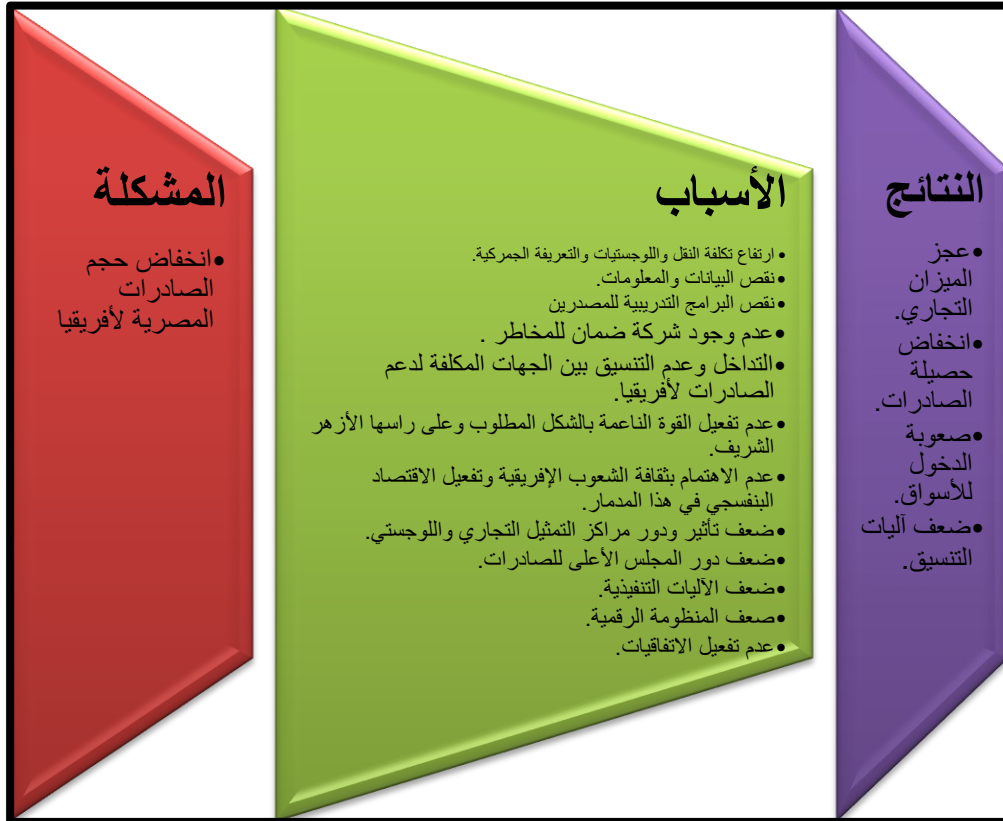 النتائج
•عجز
الميزان
التجاري.
•انخفاض
حصيلة
الصادرات.
•صعوبة
الدخول
للأسواق.
•ضعف آليات
التنسيق.
الأسباب
• ارتفاع تكلفة النقل واللوجستيات والتعريفة الجمركية.
• نقص البيانات والمعلومات.
• نقص البرامج التدريبية للمصدرين
•عدم وجود شركة ضمان للمخاطر .
•التداخل وعدم التنسيق بين الجهات المكلفة لدعم
الصادرات لأفريقيا.
•عدم تفعيل القوة الناعمة بالشكل المطلوب وعلى راسها الأزهر
الشريف.
•عدم الاهتمام بثقافة الشعوب الإفريقية وتفعيل الاقتصاد
البنفسجي في هذا المدمار.
•ضعف تأثير ودور مراكز التمثيل التجاري واللوجستي.
•ضعف دور المجلس الأعلى للصادرات.
•ضعف الآليات التنفيذية.
•صعف المنظومة الرقمية.
•عدم تفعيل الاتفاقيات.
المشكلة
•انخفاض حجم
الصادرات
المصرية لأفريقيا